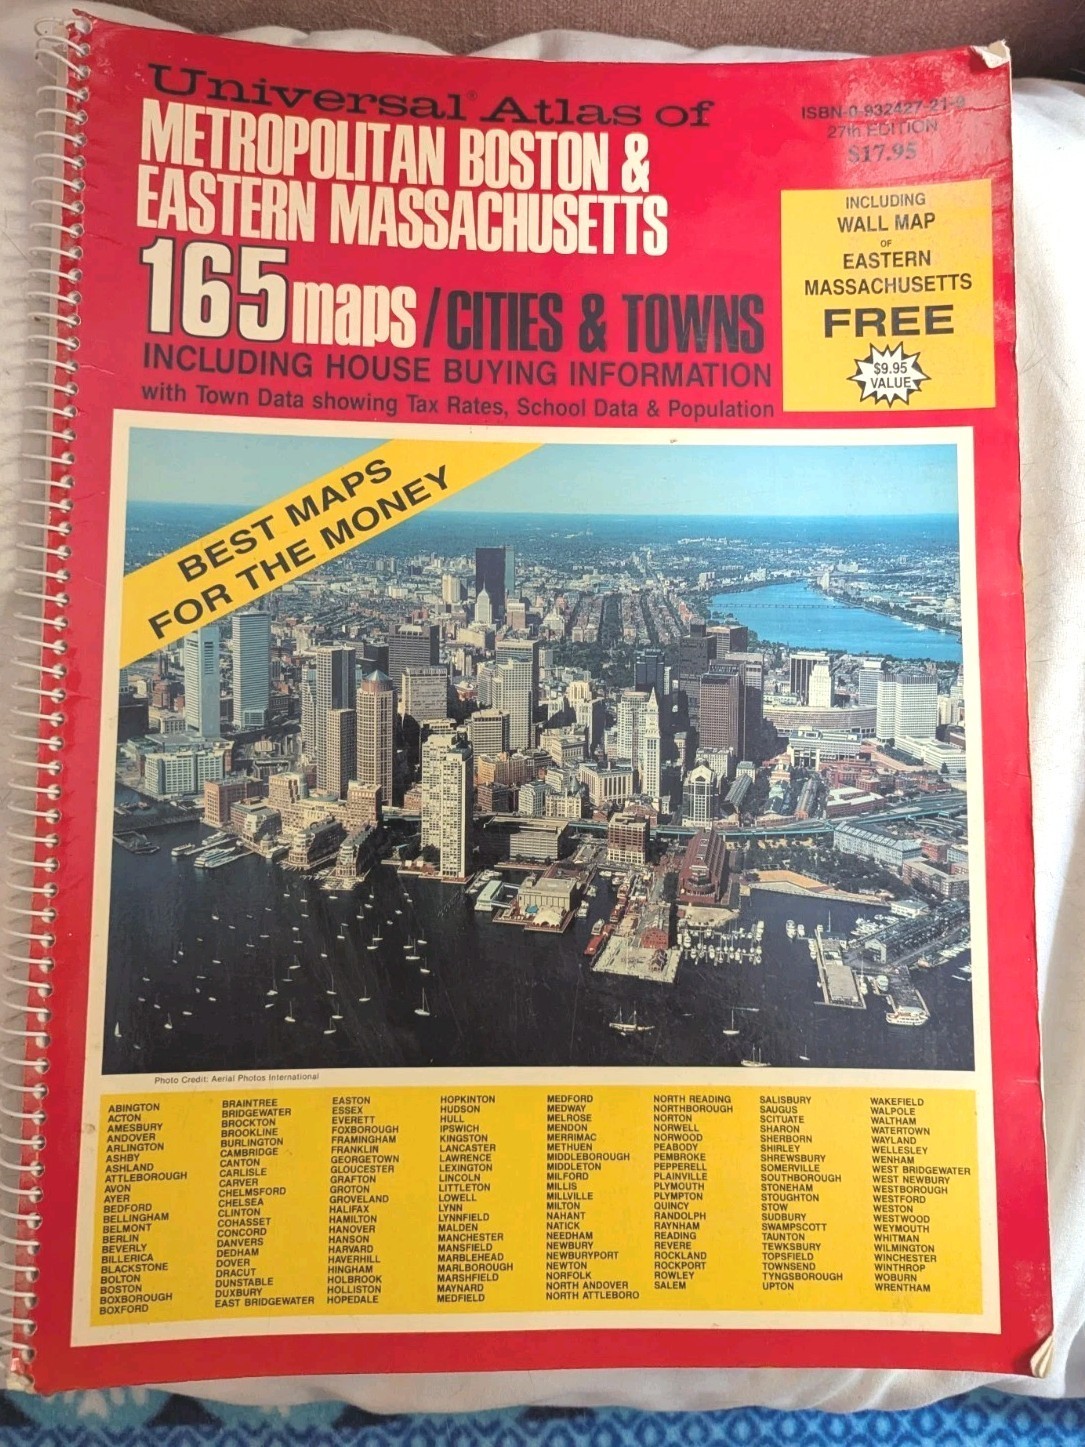 Universal® Atlas of
METROPOLITAN BOSTON &
EASTERN MASSACHUSETTS
165 maps / CITIES & TOWNS
INCLUDING HOUSE BUYING INFORMATION
with Town Data showing Tax Rates, School Data & Population
ISBN-0-932427-21-9
27th EDITION
$17.95
INCLUDING
WALL MAP
OF
EASTERN
MASSACHUSETTS
FREE
$9.95
VALUE
BEST MAPS
FOR THE MONEY
Photo Credit: Aerial Photos International
ABINGTON
ACTON
AMESBURY
ANDOVER
ARLINGTON
ASHBY
ASHLAND
ATTLEBOROUGH
AVON
AYER
BEDFORD
BELLINGHAM
BELMONT
BERLIN
BEVERLY
BILLERICA
BLACKSTONE
BOLTON
BOSTON
BOXBOROUGH
BOXFORD
BRAINTREE
BRIDGEWATER
BROCKTON
BROOKLINE
BURLINGTON
CAMBRIDGE
CANTON
CARLISLE
CARVER
CHELMSFORD
CHELSEA
CLINTON
COHASSET
CONCORD
DANVERS
DEDHAM
DOVER
DRACUT
DUNSTABLE
DUXBURY
EAST BRIDGEWATER
EASTON
ESSEX
EVERETT
FOXBOROUGH
FRAMINGHAM
FRANKLIN
GEORGETOWN
GLOUCESTER
GRAFTON
GROTON
GROVELAND
HALIFAX
HAMILTON
HANOVER
HANSON
HARVARD
HAVERHILL
HINGHAM
HOLBROOK
HOLLISTON
HOPEDALE
HOPKINTON
HUDSON
HULL
IPSWICH
KINGSTON
LANCASTER
LAWRENCE
LEXINGTON
LINCOLN
LITTLETON
LOWELL
LYNN
LYNNFIELD
MALDEN
MANCHESTER
MANSFIELD
MARBLEHEAD
MARLBOROUGH
MARSHFIELD
MAYNARD
MEDFIELD
MEDFORD
MEDWAY
MELROSE
MENDON
MERRIMAC
METHUEN
MIDDLEBOROUGH
MIDDLETON
MILFORD
MILLIS
MILLVILLE
MILTON
NAHANT
NATICK
NEEDHAM
NEWBURY
NEWBURYPORT
NEWTON
NORFOLK
NORTH ANDOVER
NORTH ATTLEBORO
NORTH READING
NORTHBOROUGH
NORTON
NORWELL
NORWOOD
PEABODY
PEMBROKE
PEPPERELL
PLAINVILLE
PLYMOUTH
PLYMPTON
QUINCY
RANDOLPH
RAYNHAM
READING
REVERE
ROCKLAND
ROCKPORT
ROWLEY
SALEM
SALISBURY
SAUGUS
SCITUATE
SHARON
SHERBORN
SHIRLEY
SHREWSBURY
SOMERVILLE
SOUTHBOROUGH
STONEHAM
STOUGHTON
STOW
SUDBURY
SWAMPSCOTT
TAUNTON
TEWKSBURY
TOPSFIELD
TOWNSEND
TYNGSBOROUGH
UPTON
WAKEFIELD
WALPOLE
WALTHAM
WATERTOWN
WAYLAND
WELLESLEY
WENHAM
WEST BRIDGEWATER
WEST NEWBURY
WESTBOROUGH
WESTFORD
WESTON
WESTWOOD
WEYMOUTH
WHITMAN
WILMINGTON
WINCHESTER
WINTHROP
WOBURN
WRENTHAM